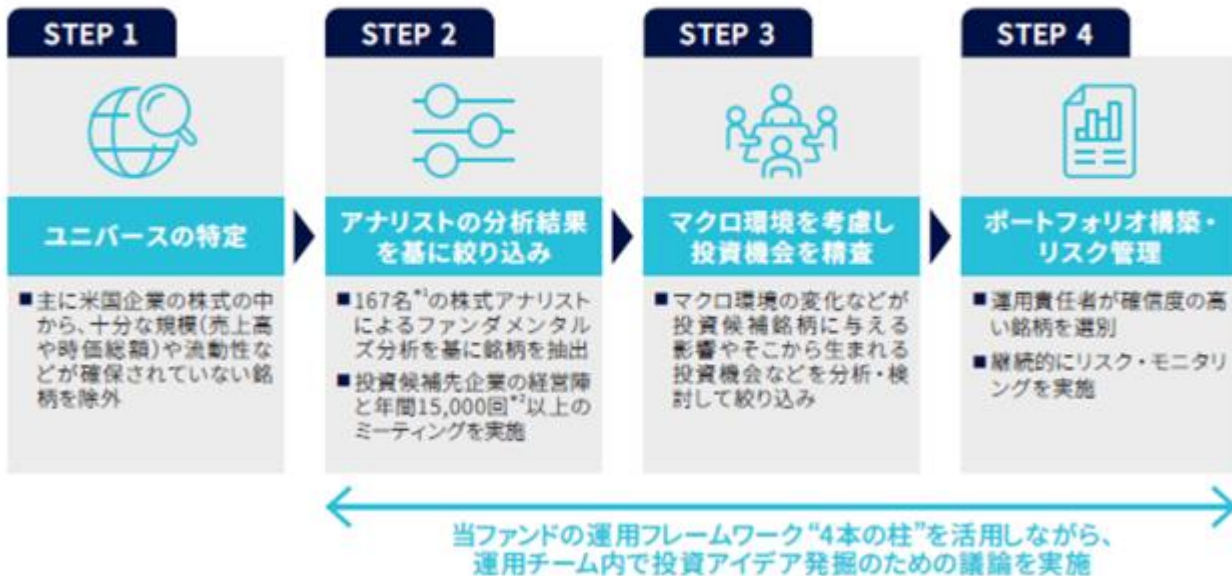 STEP 1
ユニバースの特定
■主に米国企業の株式の中
から、十分な規模(売上高
や時価総額)や流動性な
どが確保されていない銘
柄を除外
STEP 2
アナリストの分析結果
を基に絞り込み
■167名*1の株式アナリスト
によるファンダメンタル
ズ分析を基に銘柄を抽出
■投資候補先企業の経営陣
と年間15,000回*2以上の
ミーティングを実施
STEP 3
マクロ環境を考慮し
投資機会を精査
■マクロ環境の変化などが
投資候補銘柄に与える
影響やそこから生まれる
投資機会などを分析・検
討して絞り込み
STEP 4
ポートフォリオ構築・
リスク管理
■運用責任者が確信度の高
い銘柄を選別
■継続的にリスク・モニタリ
ングを実施
当ファンドの運用フレームワーク“4本の柱”を活用しながら、
運用チーム内で投資アイデア発掘のための議論を実施